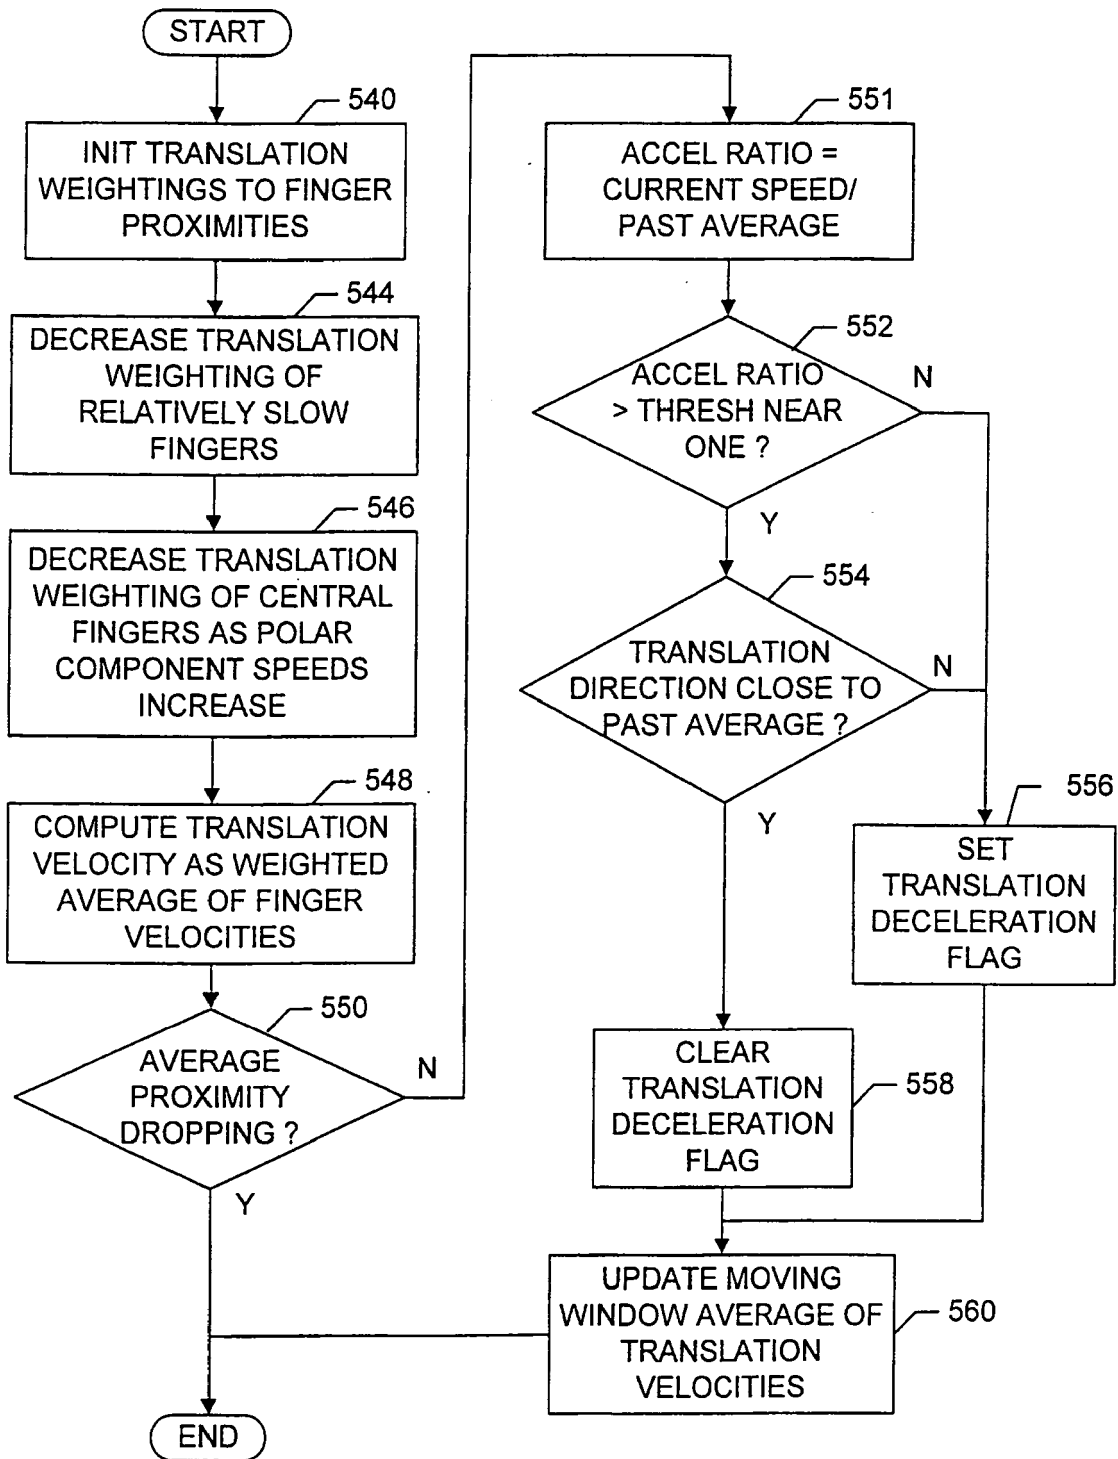 START
540
INIT TRANSLATION
WEIGHTINGS TO FINGER
PROXIMITIES
544
DECREASE TRANSLATION
WEIGHTING OF
RELATIVELY SLOW
FINGERS
546
DECREASE TRANSLATION
WEIGHTING OF CENTRAL
FINGERS AS POLAR
COMPONENT SPEEDS
INCREASE
548
COMPUTE TRANSLATION
VELOCITY AS WEIGHTED
AVERAGE OF FINGER
VELOCITIES
550
AVERAGE
PROXIMITY
DROPPING ?
N
Y
551
ACCEL RATIO =
CURRENT SPEED/
PAST AVERAGE
552
ACCEL RATIO
> THRESH NEAR
ONE ?
N
Y
554
TRANSLATION
DIRECTION CLOSE TO
PAST AVERAGE ?
N
Y
556
SET
TRANSLATION
DECELERATION
FLAG
CLEAR
TRANSLATION
DECELERATION
FLAG
558
UPDATE MOVING
WINDOW AVERAGE OF
TRANSLATION
VELOCITIES
560
END